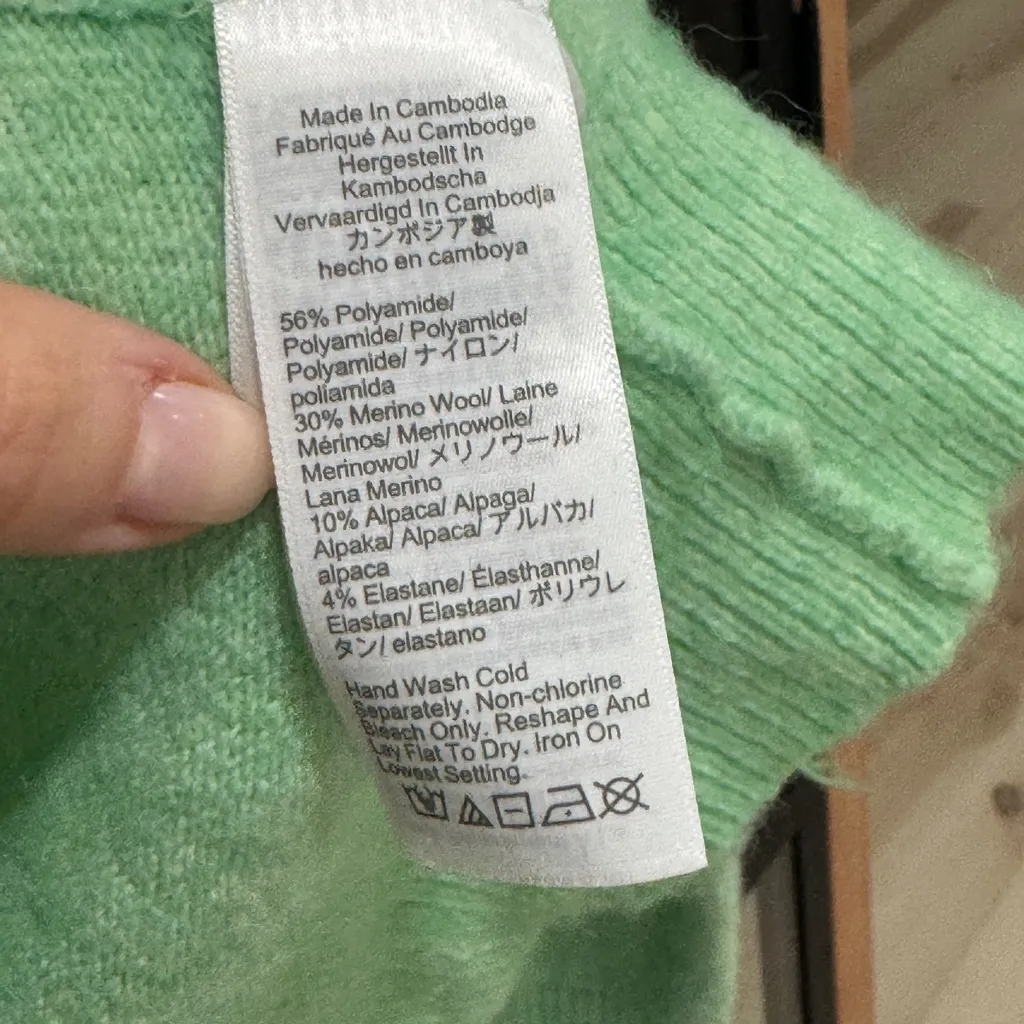 Made In Cambodia
Fabriqué Au Cambodge
Hergestellt In
Kambodscha
Vervaardigd In Cambodja
カンボジア製
hecho en camboya
56% Polyamide/
Polyamide/ Polyamide/
Polyamide/ ナイロン/
poliamida
30% Merino Wool/ Laine
Mérinos/ Merinowolle/
Merinowol/ メリノウール/
Lana Merino
10% Alpaca/ Alpaga/
Alpaka/ Alpaca/ アルパカ/
alpaca
4% Elastane/ Élasthanne/
Elastan/ Elastaan/ ポリウレ
タン/ elastano
Hand Wash Cold
Separately. Non-chlorine
Bleach Only. Reshape And
Lay Flat To Dry. Iron On
Lowest Setting.